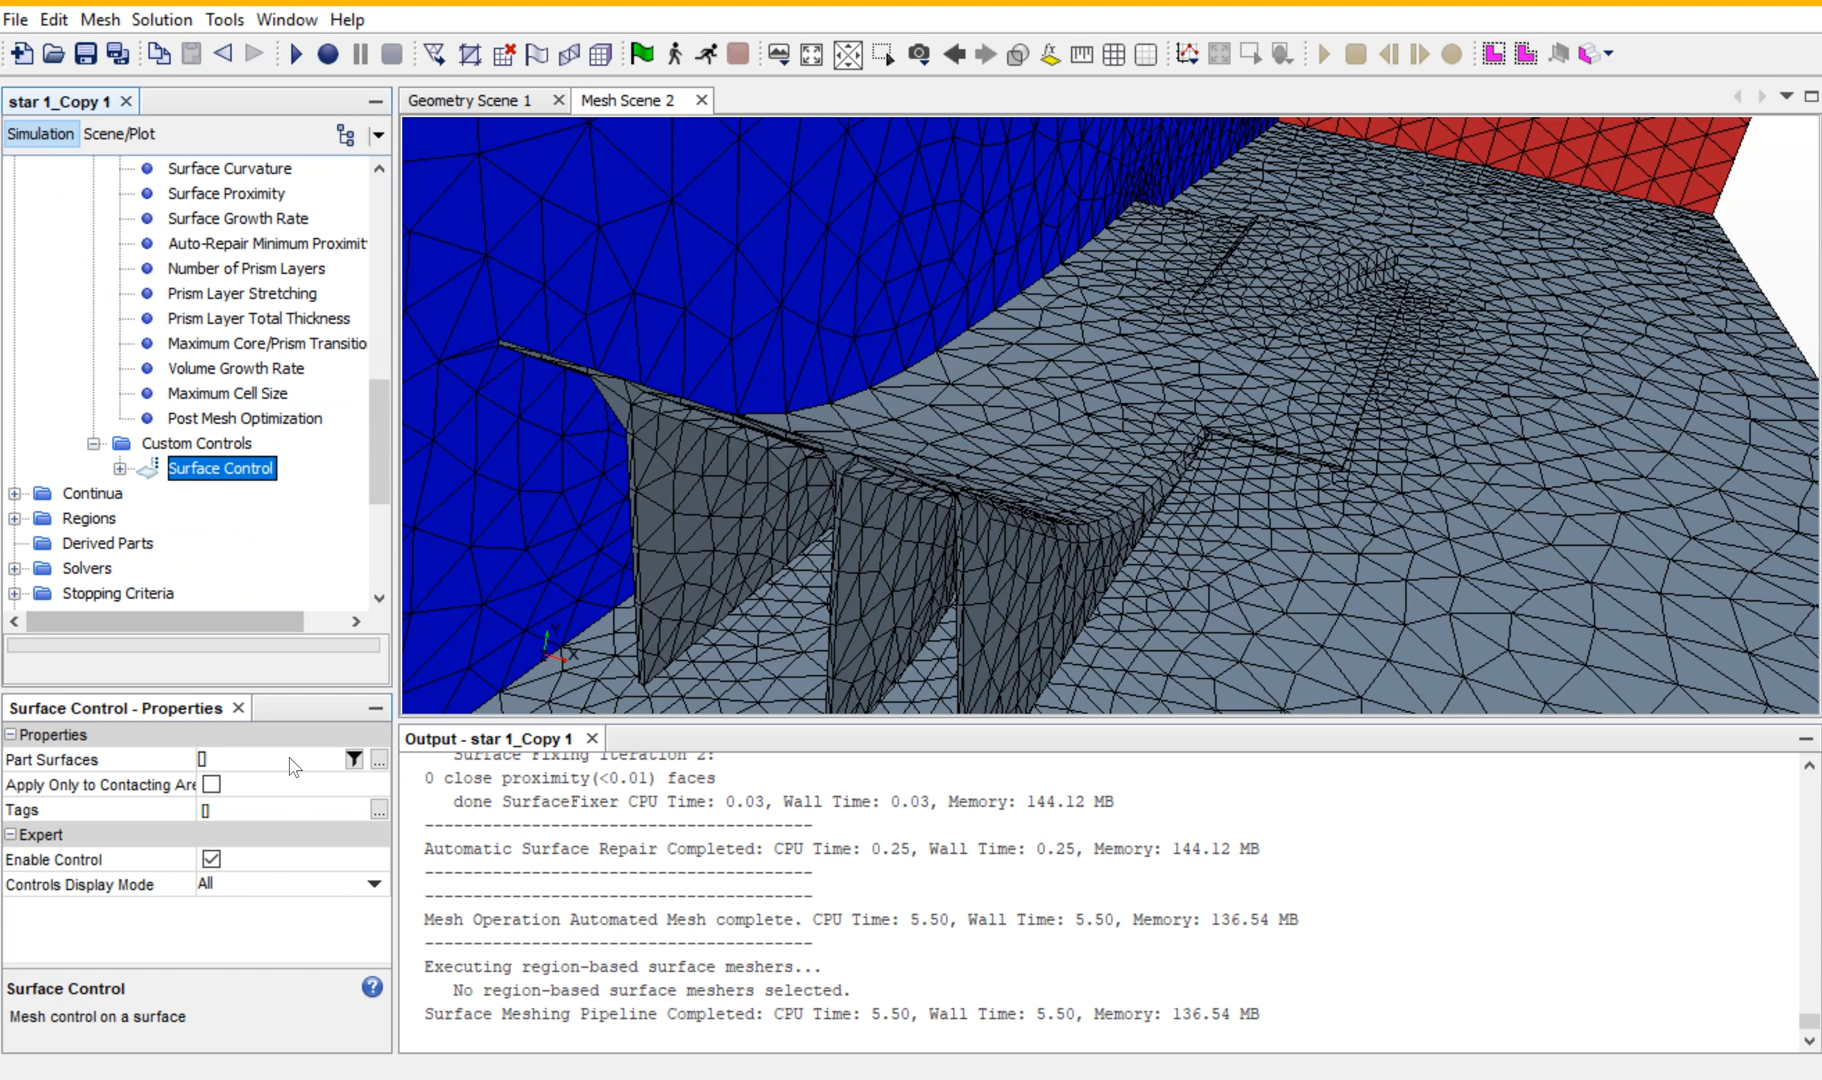 File Edit Mesh Solution Tools Window Help
star 1_Copy 1
Simulation Scene/Plot
Surface Curvature
Surface Proximity
Surface Growth Rate
Auto-Repair Minimum Proximit
Number of Prism Layers
Prism Layer Stretching
Prism Layer Total Thickness
Maximum Core/Prism Transitio
Volume Growth Rate
Maximum Cell Size
Post Mesh Optimization
Custom Controls
Surface Control
Continua
Regions
Derived Parts
Solvers
Stopping Criteria
Surface Control - Properties
Properties
Part Surfaces []
Apply Only to Contacting Are
Tags []
Expert
Enable Control
Controls Display Mode All
Surface Control
Mesh control on a surface
Geometry Scene 1 Mesh Scene 2
Y
X
Output - star 1_Copy 1
Surface Fixing iteration 2:
0 close proximity(<0.01) faces
done SurfaceFixer CPU Time: 0.03, Wall Time: 0.03, Memory: 144.12 MB
----------------------------------------
Automatic Surface Repair Completed: CPU Time: 0.25, Wall Time: 0.25, Memory: 144.12 MB
----------------------------------------
----------------------------------------
Mesh Operation Automated Mesh complete. CPU Time: 5.50, Wall Time: 5.50, Memory: 136.54 MB
----------------------------------------
Executing region-based surface meshers...
No region-based surface meshers selected.
Surface Meshing Pipeline Completed: CPU Time: 5.50, Wall Time: 5.50, Memory: 136.54 MB